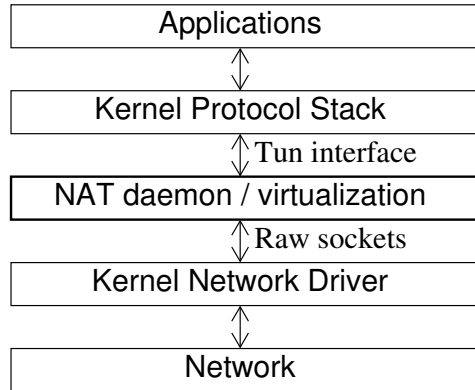 Applications
Kernel Protocol Stack
Tun interface
NAT daemon / virtualization
Raw sockets
Kernel Network Driver
Network